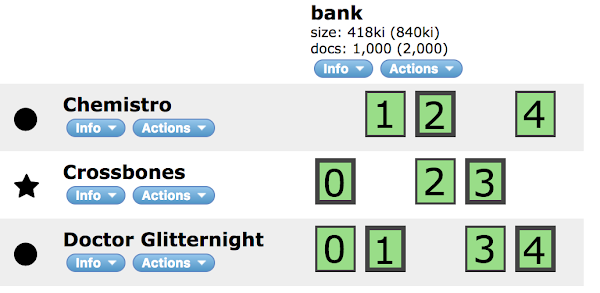 bank
size: 418ki (840ki)
docs: 1,000 (2,000)
Info Actions
Chemistro
Info Actions
1 2 4
Crossbones
Info Actions
0 2 3
Doctor Glitternight
Info Actions
0 1 3 4